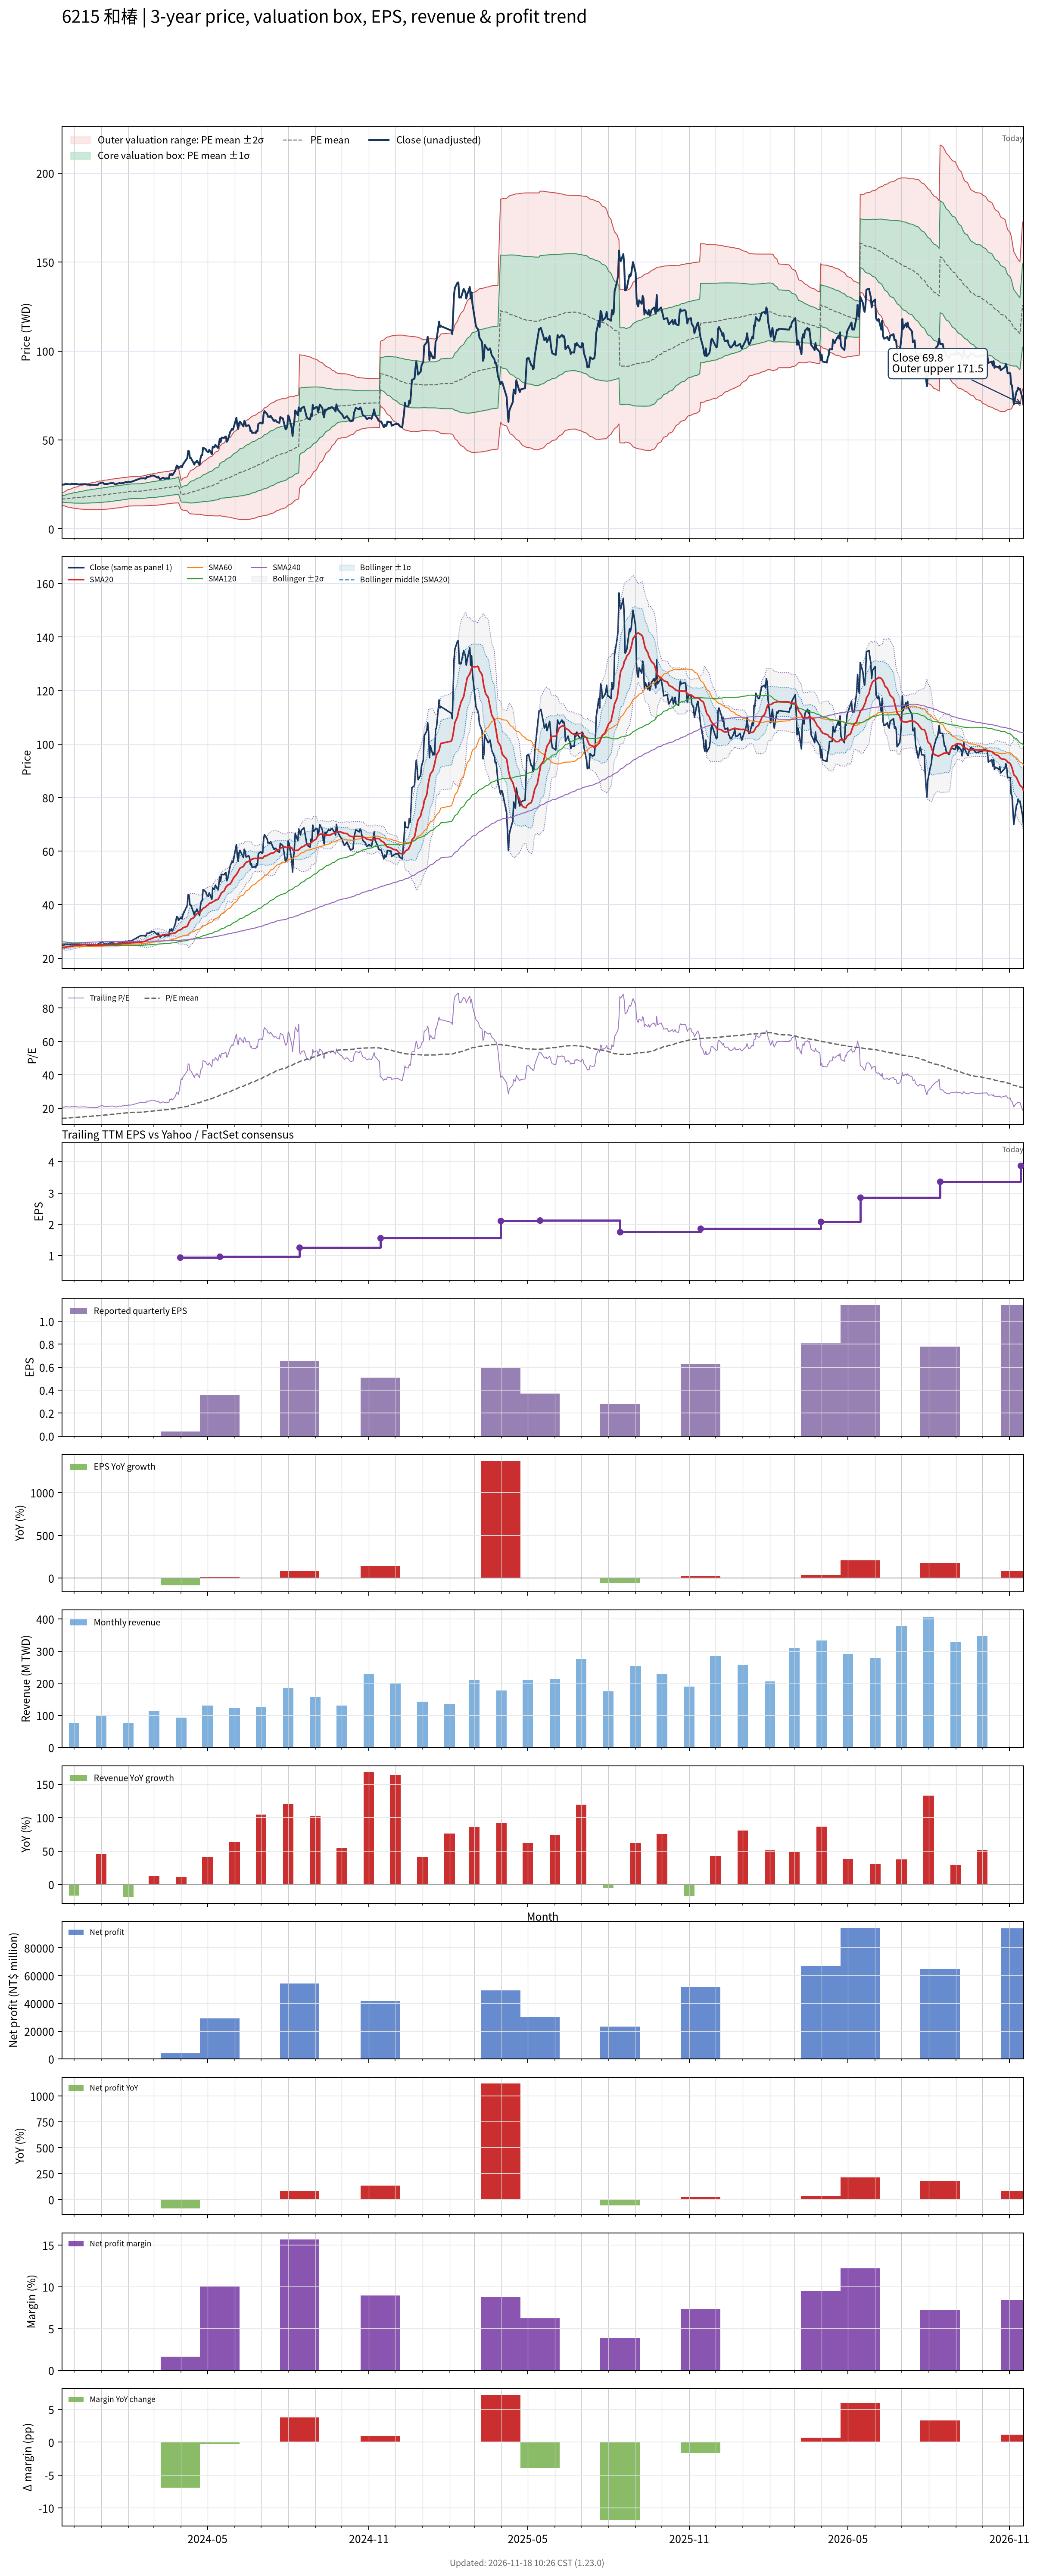 6215 和椿 | 3-year price, valuation box, EPS, revenue & profit trend
Outer valuation range: PE mean ±2σ
Core valuation box: PE mean ±1σ
PE mean
Close (unadjusted)
Today
Price (TWD)
200
150
100
50
0
Close 69.8
Outer upper 171.5
Close (same as panel 1)
SMA20
SMA60
SMA120
SMA240
Bollinger ±2σ
Bollinger ±1σ
Bollinger middle (SMA20)
Price
160
140
120
100
80
60
40
20
Trailing P/E
P/E mean
P/E
80
60
40
20
Trailing TTM EPS vs Yahoo / FactSet consensus
Today
EPS
4
3
2
1
Reported quarterly EPS
EPS
1.0
0.8
0.6
0.4
0.2
0.0
EPS YoY growth
YoY (%)
1000
500
0
Monthly revenue
Revenue (M TWD)
400
300
200
100
0
Revenue YoY growth
YoY (%)
150
100
50
0
Month
Net profit
Net profit (NT$ million)
80000
60000
40000
20000
0
Net profit YoY
YoY (%)
1000
750
500
250
0
Net profit margin
Margin (%)
15
10
5
0
Margin YoY change
Δ margin (pp)
5
0
-5
-10
2024-05
2024-11
2025-05
2025-11
2026-05
2026-11
Updated: 2026-11-18 10:26 CST (1.23.0)